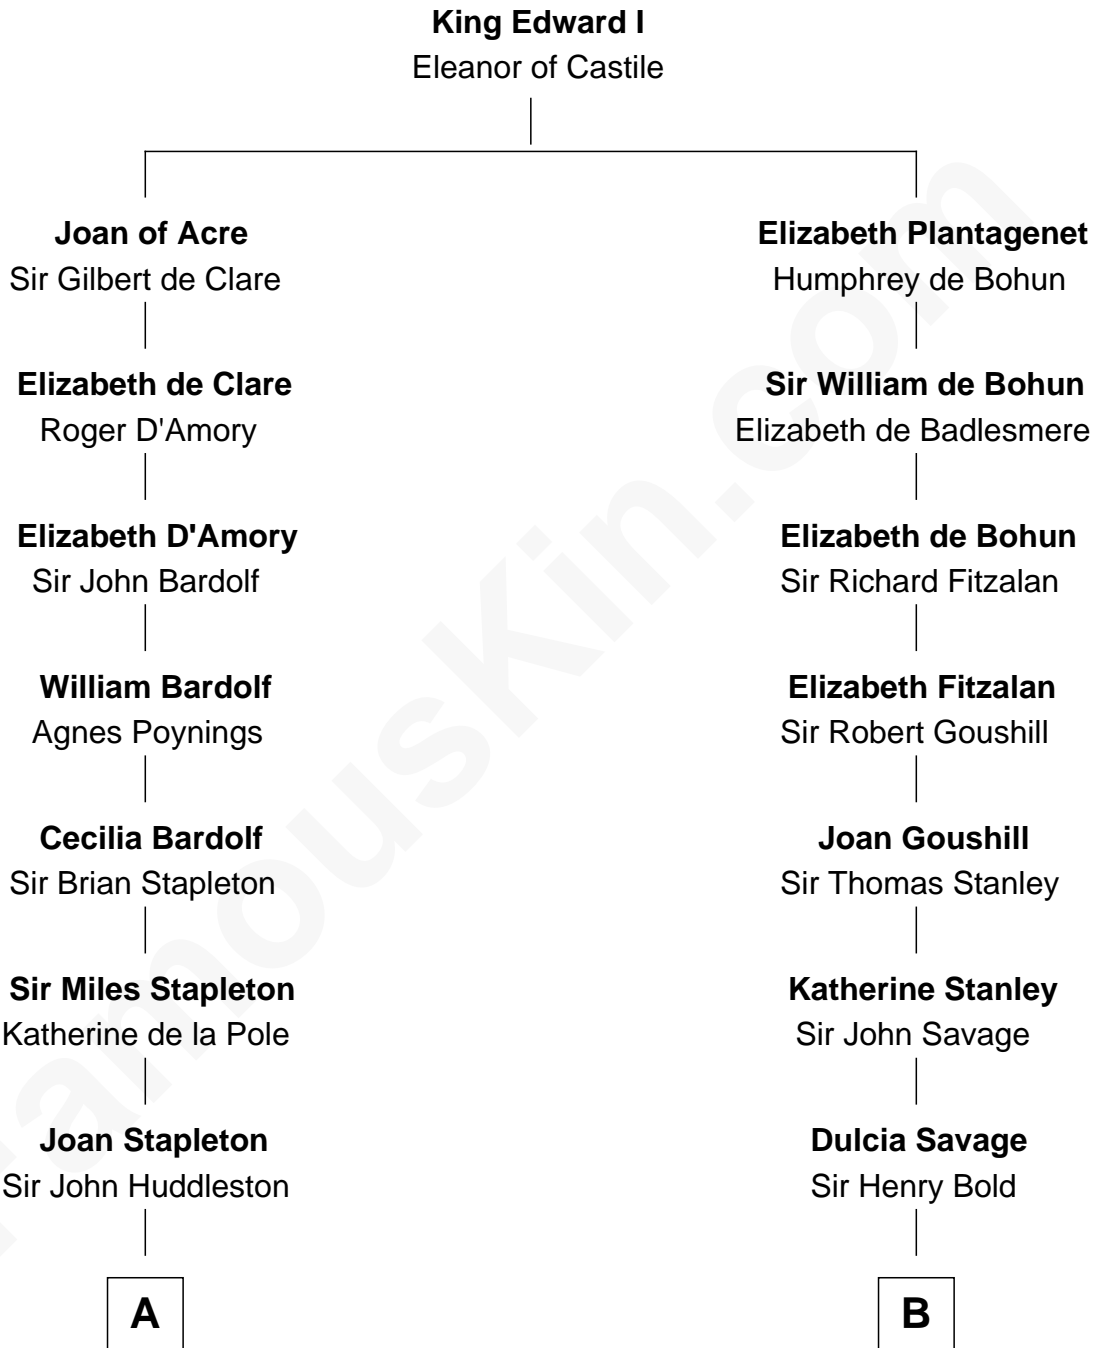 King Edward I
Eleanor of Castile
Joan of Acre
Sir Gilbert de Clare
Elizabeth Plantagenet
Humphrey de Bohun
Elizabeth de Clare
Roger D'Amory
Sir William de Bohun
Elizabeth de Badlesmere
Elizabeth D'Amory
Sir John Bardolf
Elizabeth de Bohun
Sir Richard Fitzalan
William Bardolf
Agnes Poynings
Elizabeth Fitzalan
Sir Robert Goushill
Cecilia Bardolf
Sir Brian Stapleton
Joan Goushill
Sir Thomas Stanley
Sir Miles Stapleton
Katherine de la Pole
Katherine Stanley
Sir John Savage
Joan Stapleton
Sir John Huddleston
Dulcia Savage
Sir Henry Bold
A
B
FamousKin.com